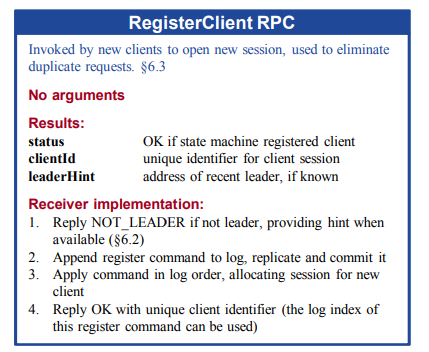 RegisterClient RPC
Invoked by new clients to open new session, used to eliminate
duplicate requests. §6.3
No arguments
Results:
status OK if state machine registered client
clientId unique identifier for client session
leaderHint address of recent leader, if known
Receiver implementation:
1. Reply NOT_LEADER if not leader, providing hint when
available (§6.2)
2. Append register command to log, replicate and commit it
3. Apply command in log order, allocating session for new
client
4. Reply OK with unique client identifier (the log index of
this register command can be used)